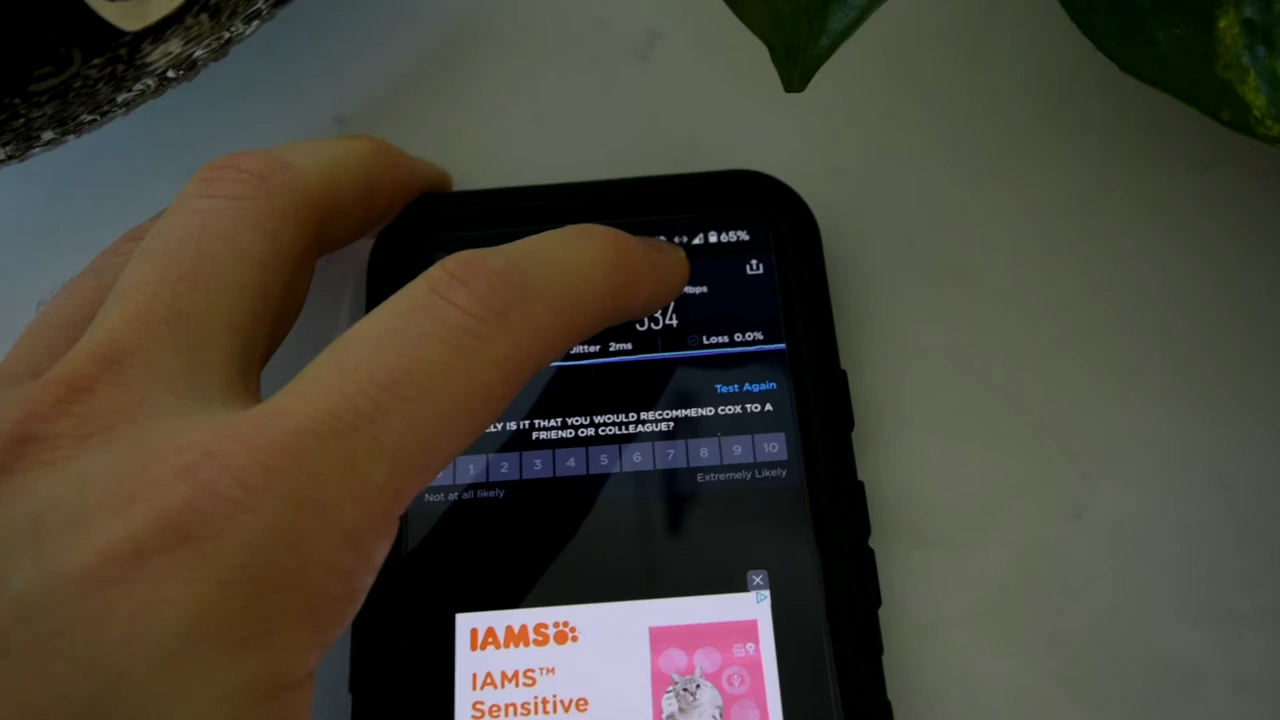 65%
Mbps
534
Jitter 2ms
Loss 0.0%
Test Again
LY IS IT THAT YOU WOULD RECOMMEND COX TO A
FRIEND OR COLLEAGUE?
1 2 3 4 5 6 7 8 9 10
Not at all likely
Extremely Likely
IAMS
IAMS™
Sensitive